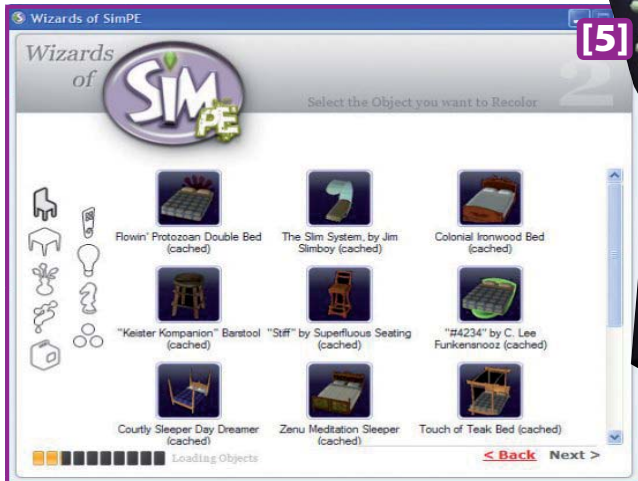 Wizards of SimPE
[5]
Wizards
of
SIM
PE
2
Select the Object you want to Recolor
Flowin' Protozoan Double Bed
(cached)
The Slim System, by Jim
Slimboy (cached)
Colonial Ironwood Bed
(cached)
"Keister Kompanion" Barstool
(cached)
"Stiff" by Superfluous Seating
(cached)
"#4234" by C. Lee
Funkensnooz (cached)
Courtly Sleeper Day Dreamer
(cached)
Zenu Meditation Sleeper
(cached)
Touch of Teak Bed (cached)
Loading Objects
< Back
Next >